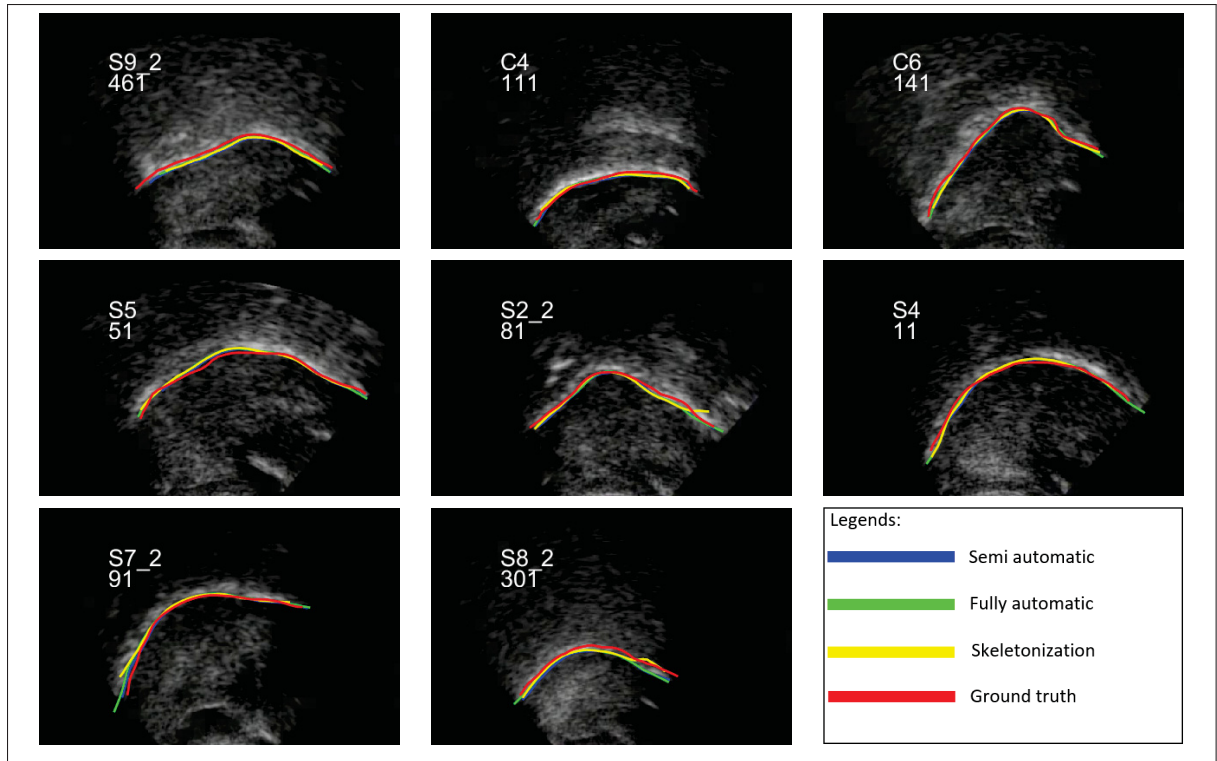 S9_2
461
C4
111
C6
141
S5
51
S2_2
81
S4
11
S7_2
91
S8_2
301
Legends:
Semi automatic
Fully automatic
Skeletonization
Ground truth